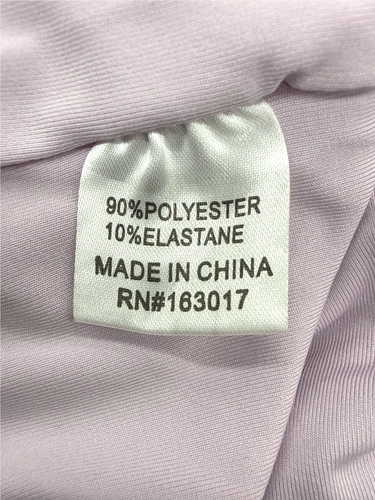 90%POLYESTER
10%ELASTANE
MADE IN CHINA
RN#163017